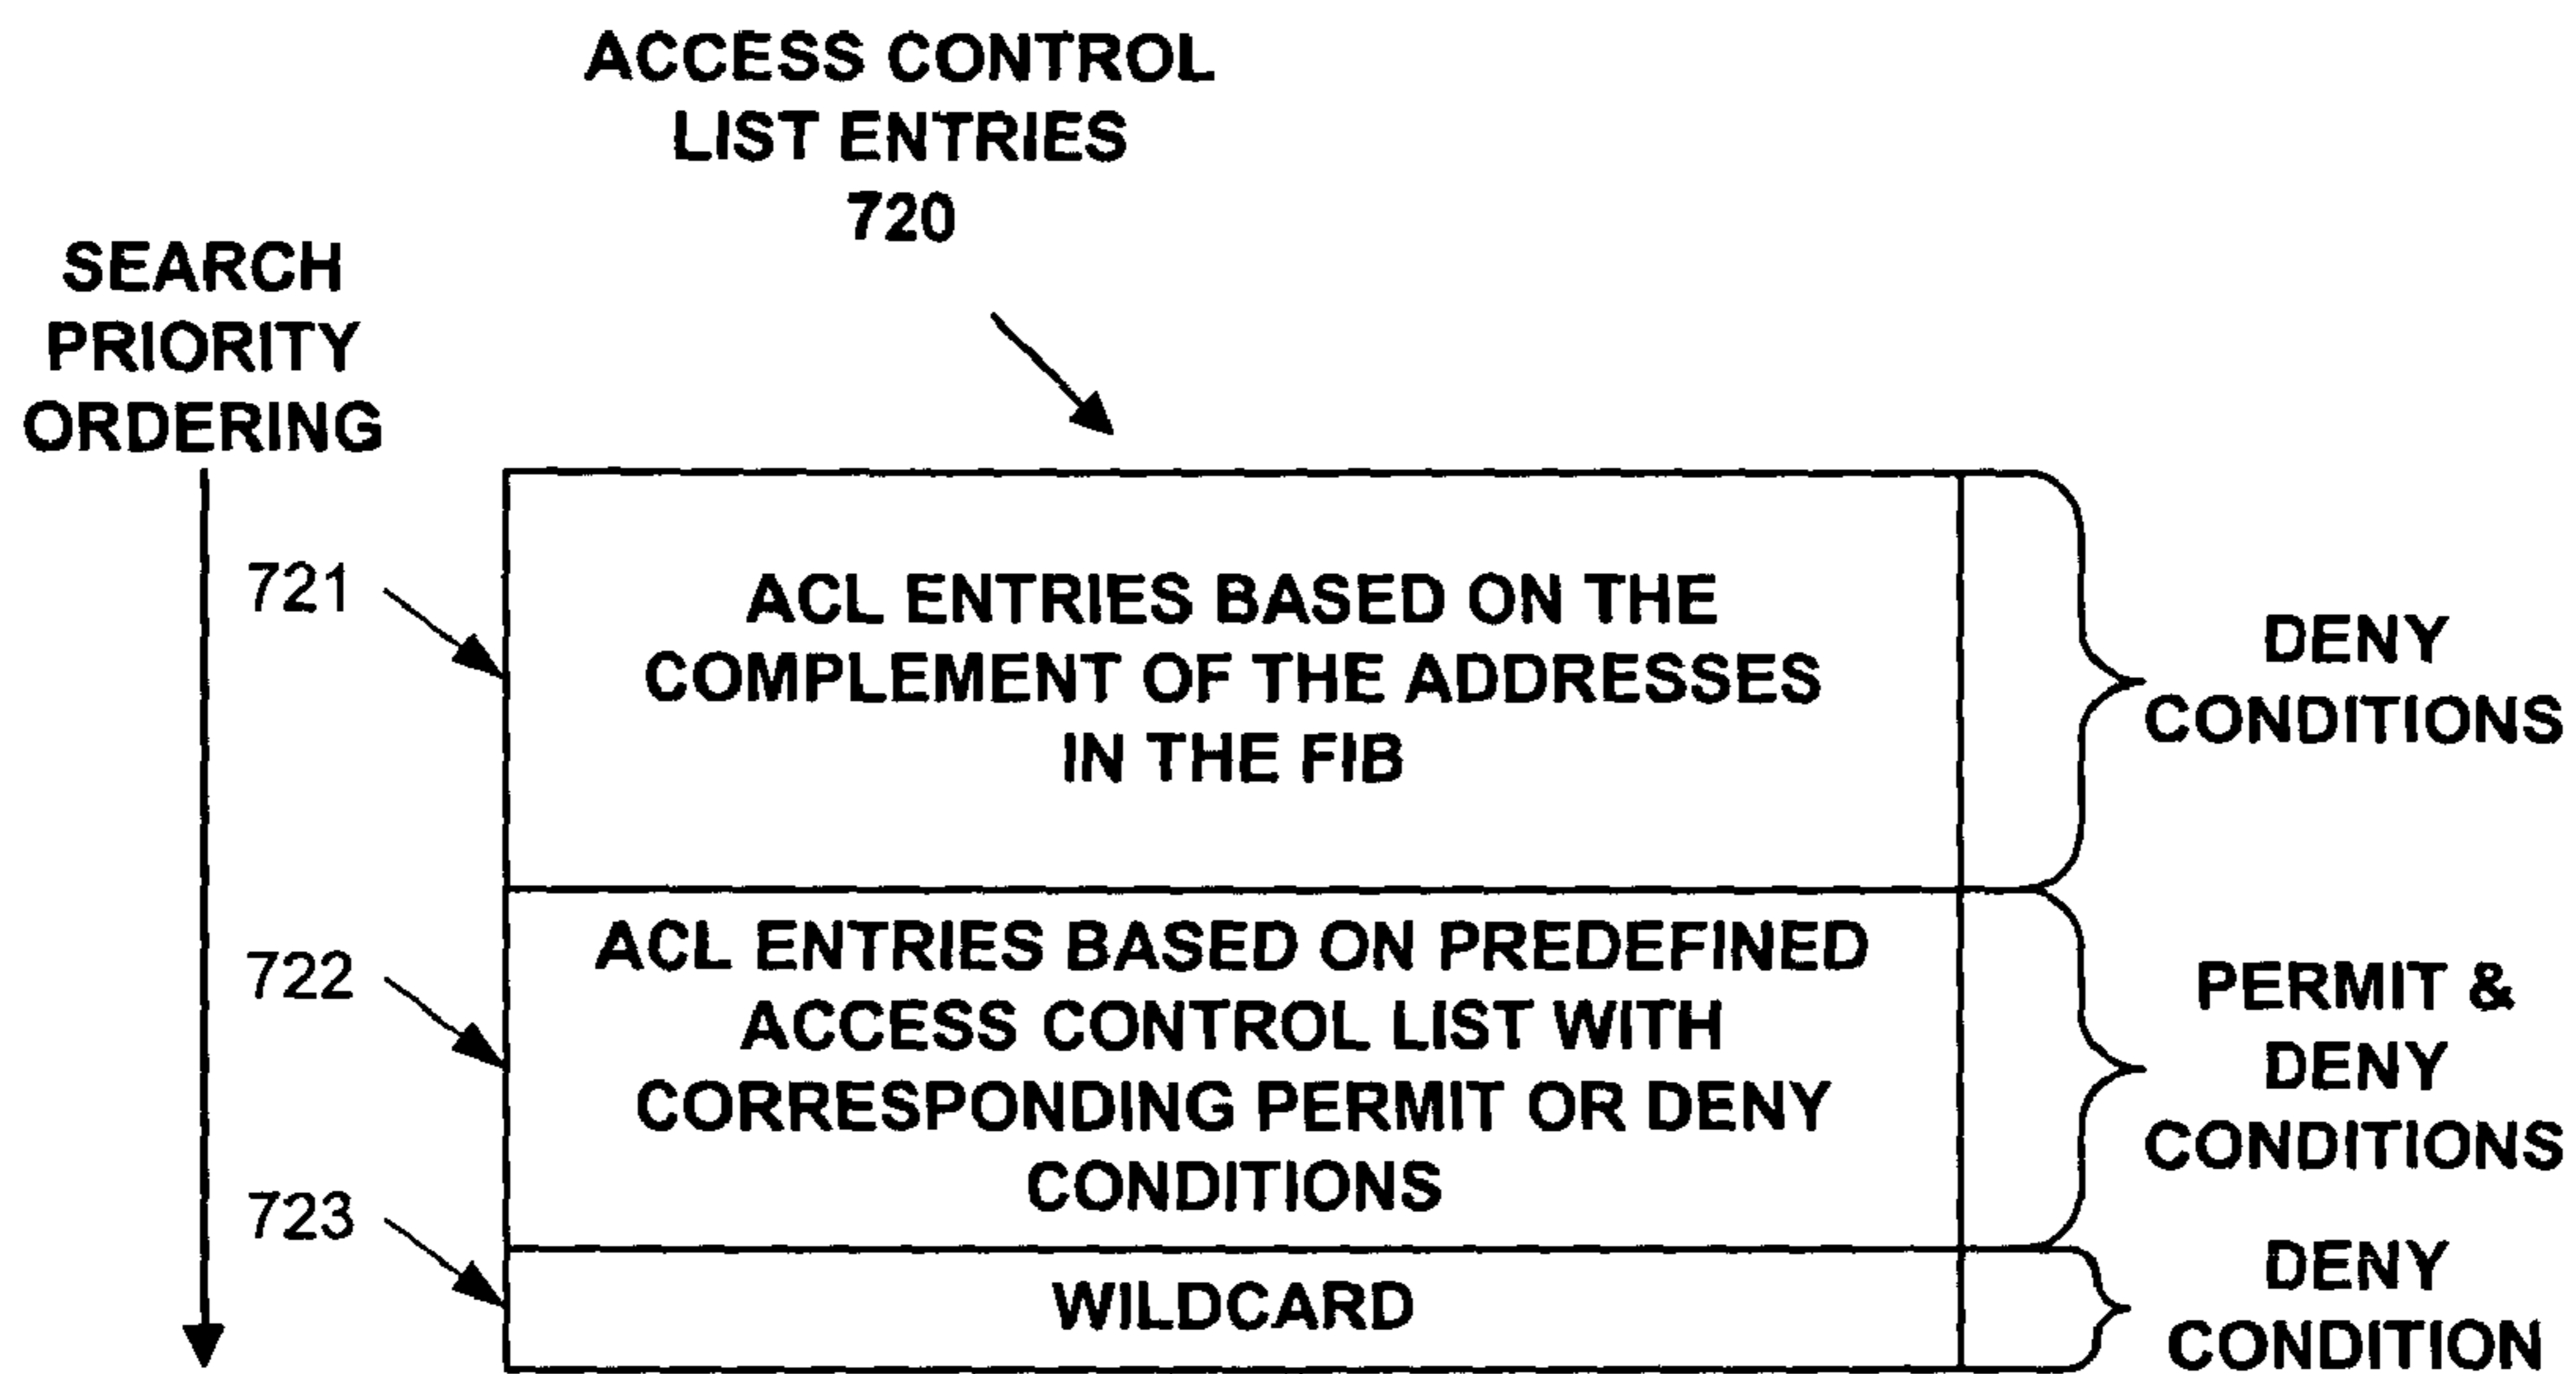 ACCESS CONTROL
LIST ENTRIES
720
SEARCH
PRIORITY
ORDERING
721
ACL ENTRIES BASED ON THE
COMPLEMENT OF THE ADDRESSES
IN THE FIB
DENY
CONDITIONS
722
ACL ENTRIES BASED ON PREDEFINED
ACCESS CONTROL LIST WITH
CORRESPONDING PERMIT OR DENY
CONDITIONS
PERMIT &
DENY
CONDITIONS
723
WILDCARD
DENY
CONDITION